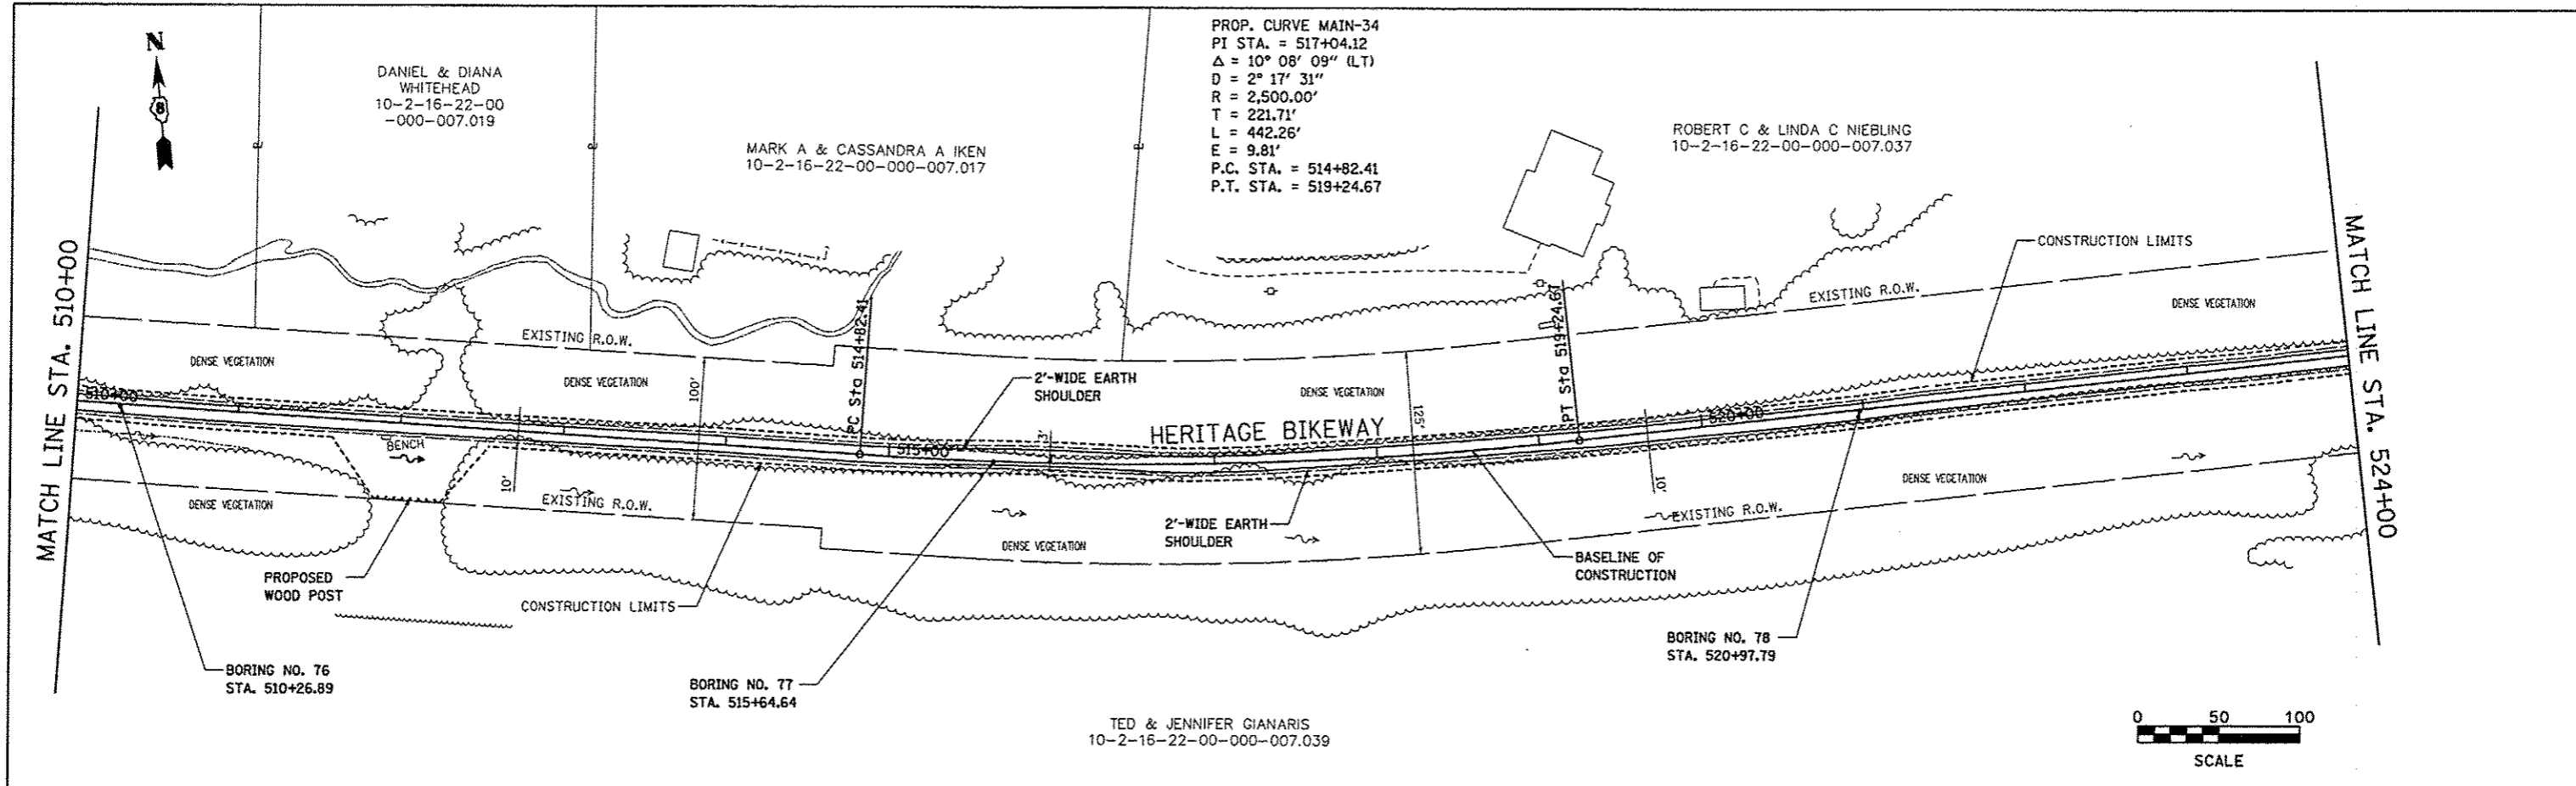 N
8
DANIEL & DIANA
WHITEHEAD
10-2-16-22-00
-000-007.019
MARK A & CASSANDRA A IKEN
10-2-16-22-00-000-007.017
PROP. CURVE MAIN-34
PI STA. = 517+04.12
Δ = 10° 08' 09" (LT)
D = 2° 17' 31"
R = 2,500.00'
T = 221.71'
L = 442.26'
E = 9.81'
P.C. STA. = 514+82.41
P.T. STA. = 519+24.67
ROBERT C & LINDA C NIEBLING
10-2-16-22-00-000-007.037
MATCH LINE STA. 510+00
MATCH LINE STA. 524+00
CONSTRUCTION LIMITS
EXISTING R.O.W.
EXISTING R.O.W.
DENSE VEGETATION
DENSE VEGETATION
DENSE VEGETATION
DENSE VEGETATION
100'
125'
PC Sta 514+82.41
PT Sta 519+24.67
2'-WIDE EARTH
SHOULDER
510+00
515+00
520+00
HERITAGE BIKEWAY
BENCH
10'
3'
10'
EXISTING R.O.W.
EXISTING R.O.W.
DENSE VEGETATION
DENSE VEGETATION
DENSE VEGETATION
2'-WIDE EARTH
SHOULDER
BASELINE OF
CONSTRUCTION
PROPOSED
WOOD POST
CONSTRUCTION LIMITS
BORING NO. 76
STA. 510+26.89
BORING NO. 77
STA. 515+64.64
BORING NO. 78
STA. 520+97.79
TED & JENNIFER GIANARIS
10-2-16-22-00-000-007.039
0 50 100
SCALE